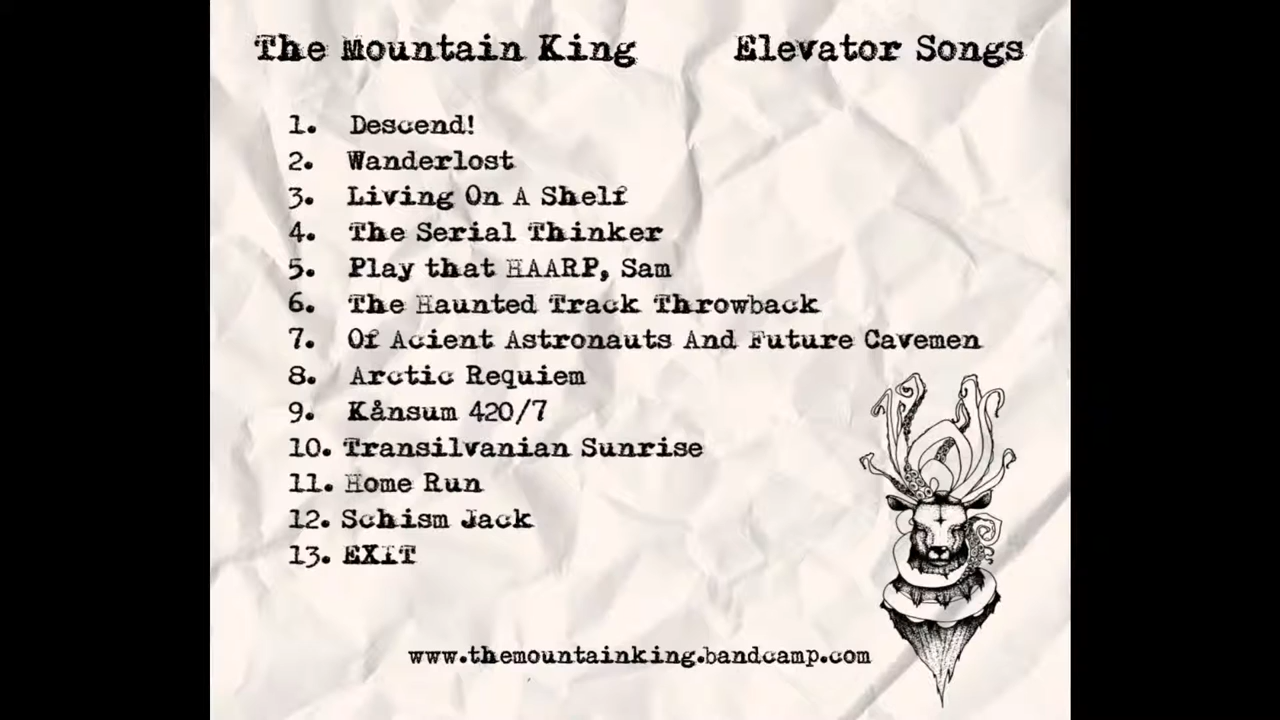 The Mountain King Elevator Songs
1. Descend!
2. Wanderlost
3. Living On A Shelf
4. The Serial Thinker
5. Play that HAARP, Sam
6. The Haunted Track Throwback
7. Of Acient Astronauts And Future Cavemen
8. Arctic Requiem
9. Kånsum 420/7
10. Transilvanian Sunrise
11. Home Run
12. Schism Jack
13. EXIT
www.themountainking.bandcamp.com